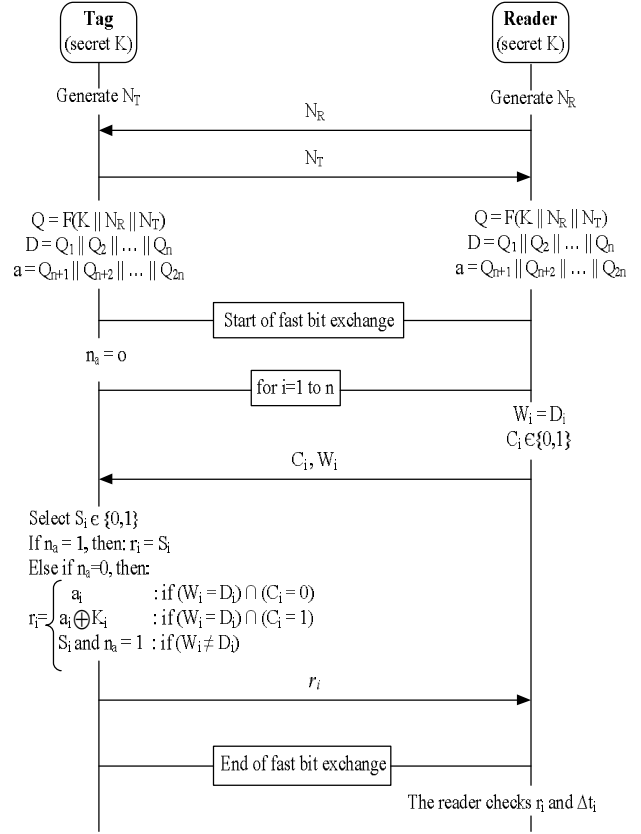 Tag
(secret K)
Reader
(secret K)
Generate N_T
Generate N_R
N_R
N_T
Q = F(K || N_R || N_T)
D = Q_1 || Q_2 || ... || Q_n
a = Q_{n+1} || Q_{n+2} || ... || Q_{2n}
Q = F(K || N_R || N_T)
D = Q_1 || Q_2 || ... || Q_n
a = Q_{n+1} || Q_{n+2} || ... || Q_{2n}
Start of fast bit exchange
n_a = o
for i=1 to n
W_i = D_i
C_i ∈{0,1}
C_i, W_i
Select S_i ϵ {0,1}
If n_a = 1, then: r_i = S_i
Else if n_a=0, then:
a_i : if (W_i = D_i) ∩ (C_i = 0)
r_i= a_i⊕K_i : if (W_i = D_i) ∩ (C_i = 1)
S_i and n_a = 1 : if (W_i ≠ D_i)
r_i
End of fast bit exchange
The reader checks r_i and Δt_i